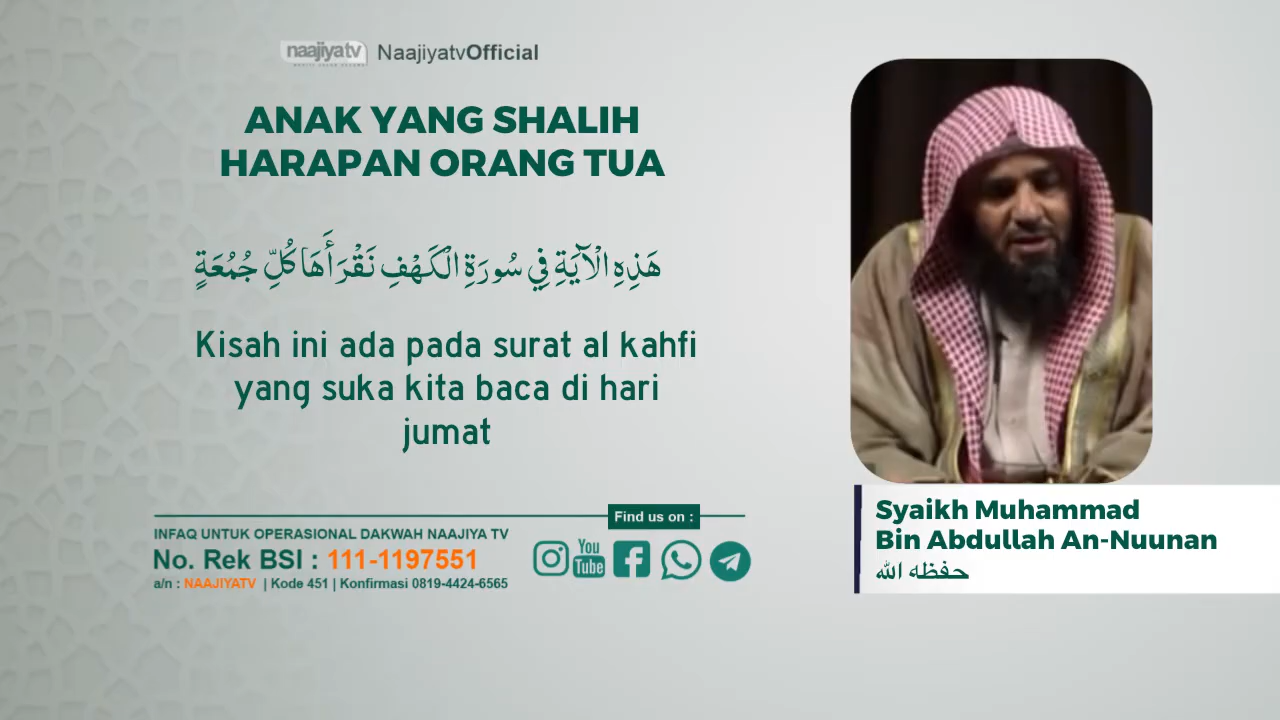 naajiyatv NaajiyatvOfficial
ANAK YANG SHALIH
HARAPAN ORANG TUA
هَذِهِ الْآيَةِ فِي سُورَةِ الْكَهْفِ نَقْرَأَهَا كُلِّ جُمُعَةٍ
Kisah ini ada pada surat al kahfi
yang suka kita baca di hari
jumat
Find us on :
INFAQ UNTUK OPERASIONAL DAKWAH NAAJIYA TV
No. Rek BSI : 111-1197551
a/n : NAAJIYATV | Kode 451 | Konfirmasi 0819-4424-6565
You
Tube
Syaikh Muhammad
Bin Abdullah An-Nuunan
حفظه الله